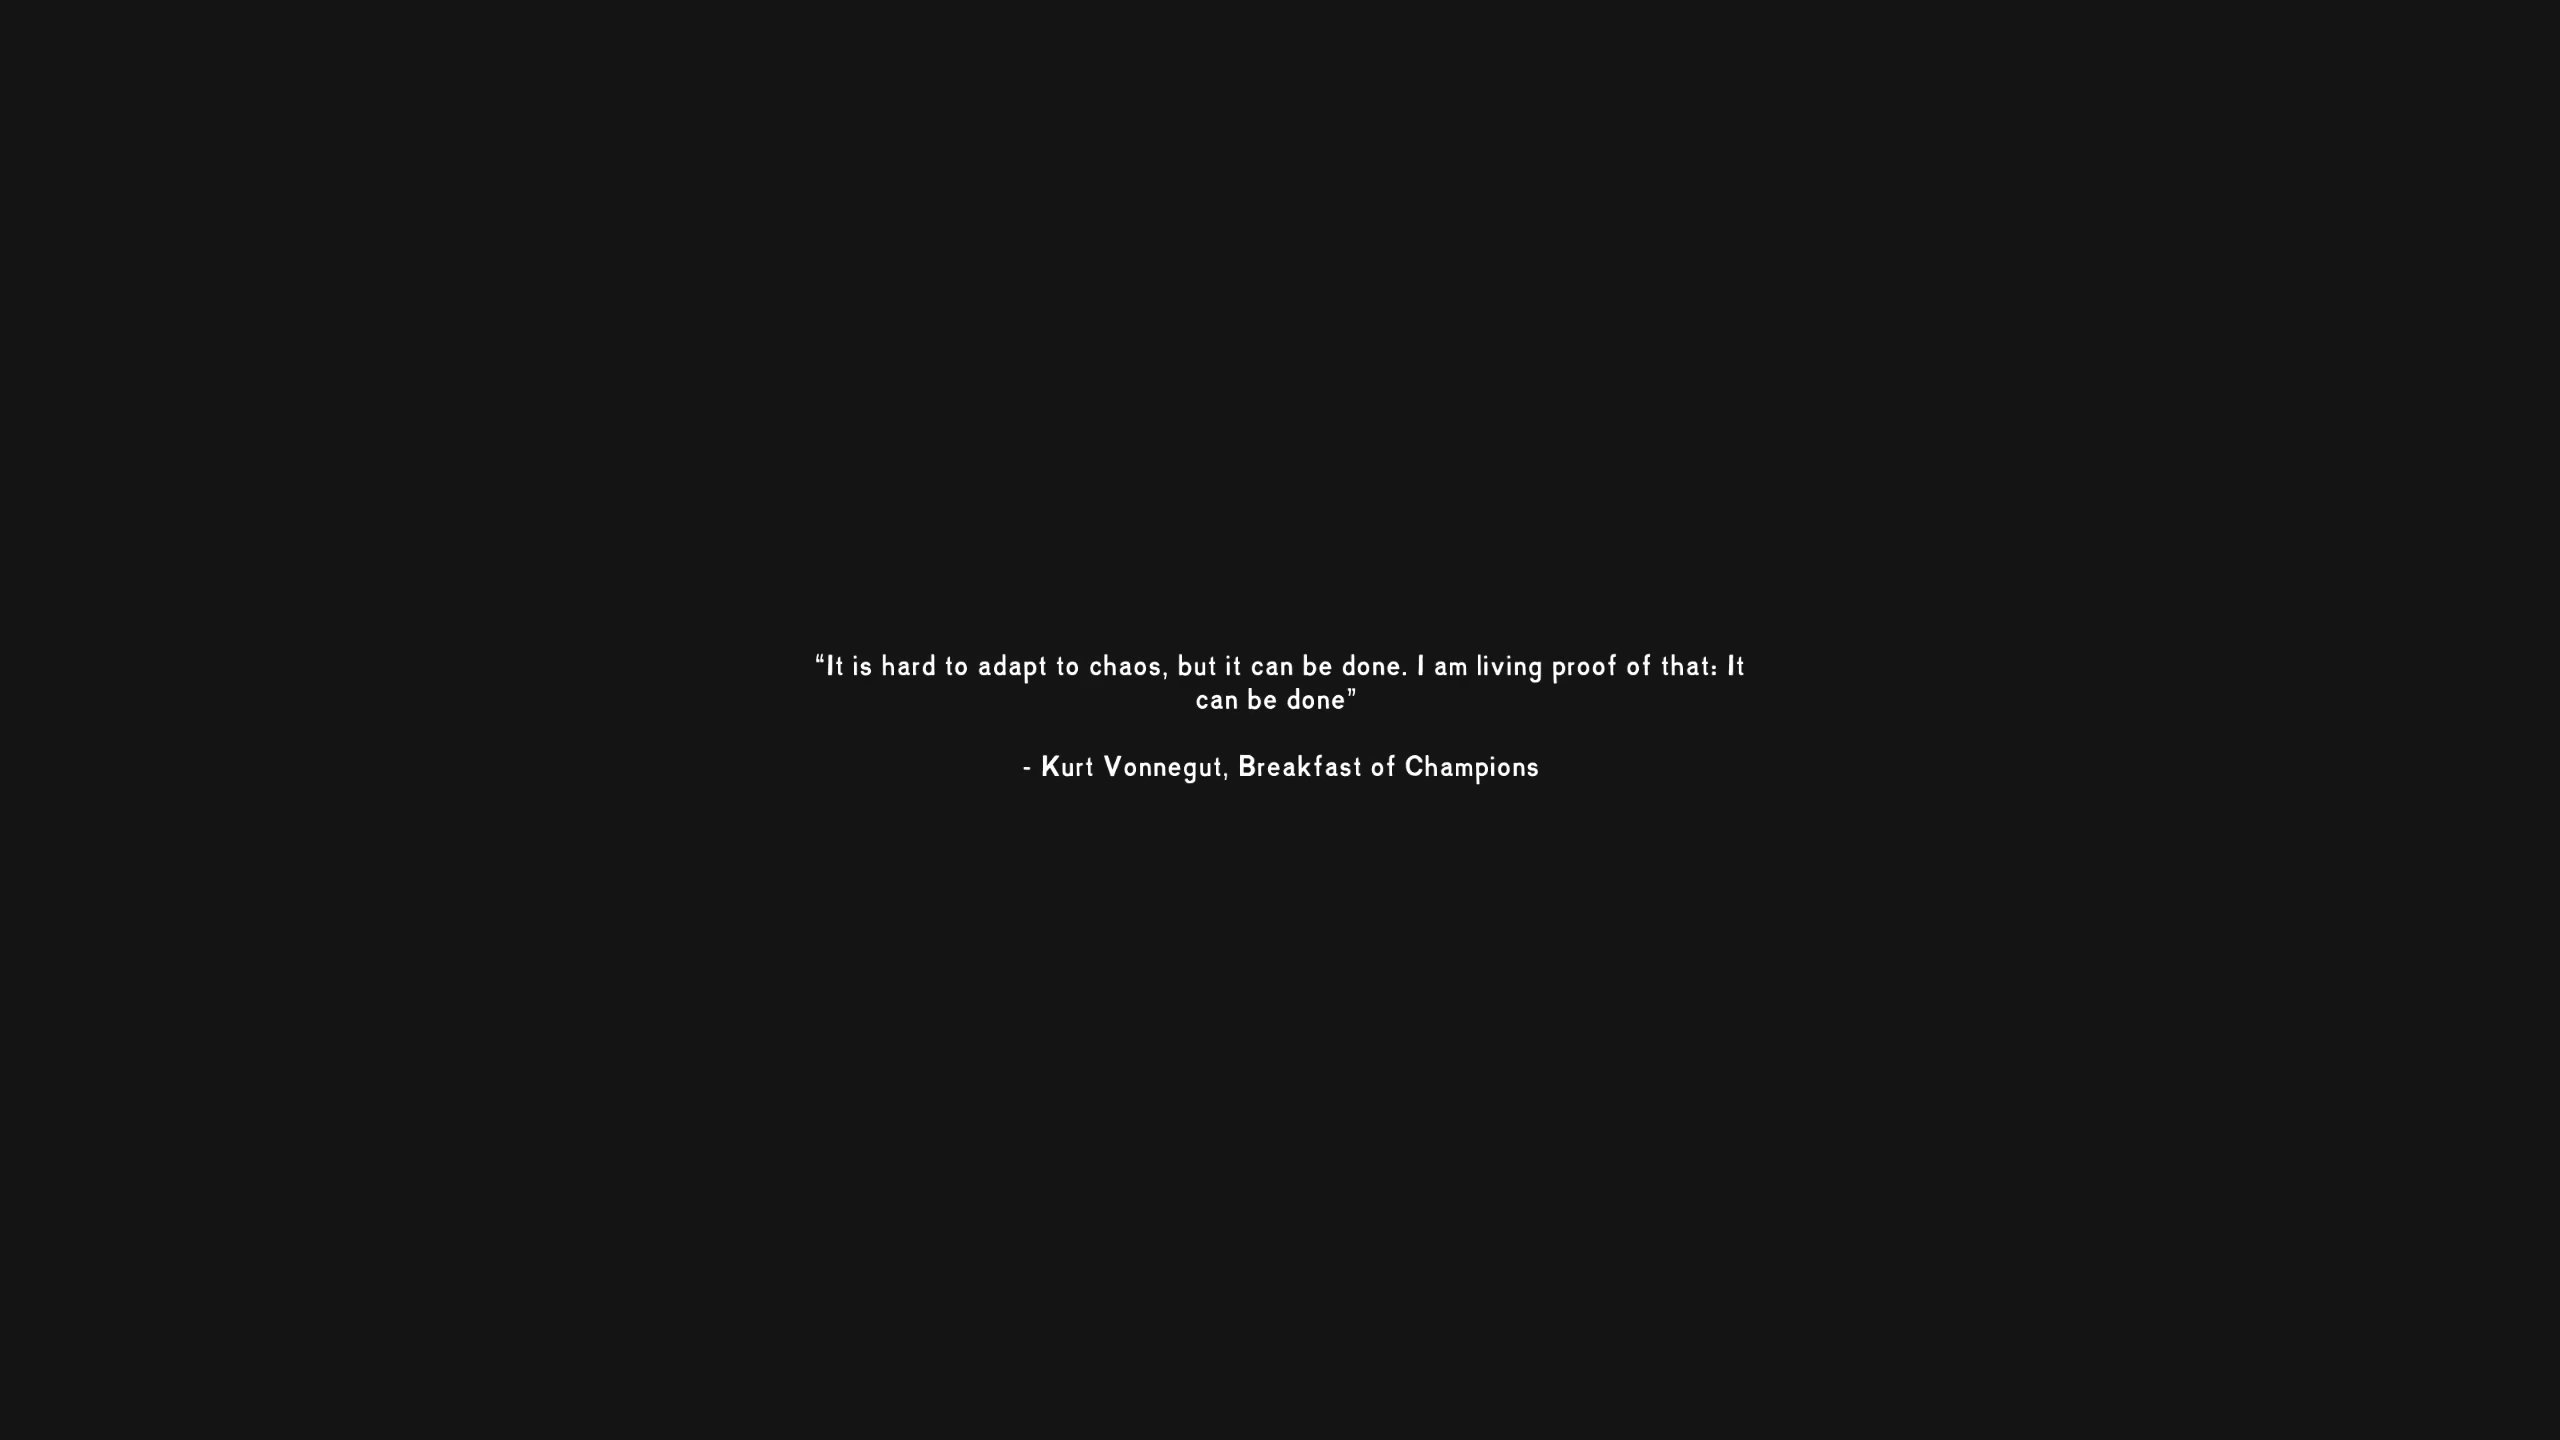 “It is hard to adapt to chaos, but it can be done. I am living proof of that: It
can be done”
- Kurt Vonnegut, Breakfast of Champions